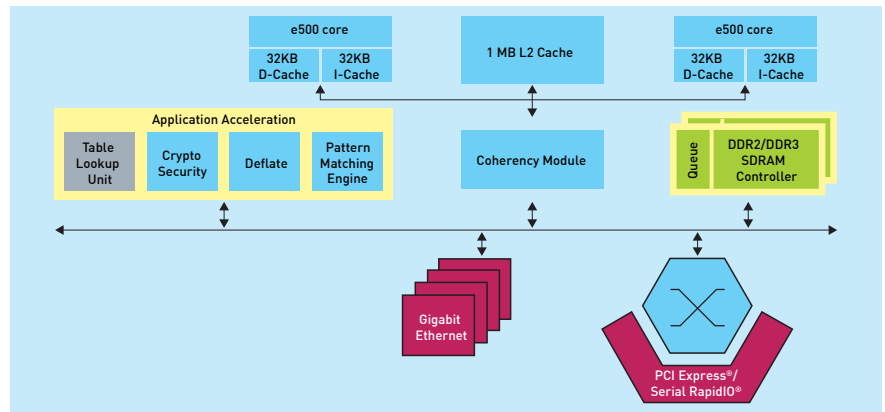 e500 core
32KB
D-Cache
32KB
I-Cache
1 MB L2 Cache
e500 core
32KB
D-Cache
32KB
I-Cache
Application Acceleration
Table
Lookup
Unit
Crypto
Security
Deflate
Pattern
Matching
Engine
Coherency Module
Queue
DDR2/DDR3
SDRAM
Controller
Gigabit
Ethernet
PCI Express®/
Serial RapidIO®